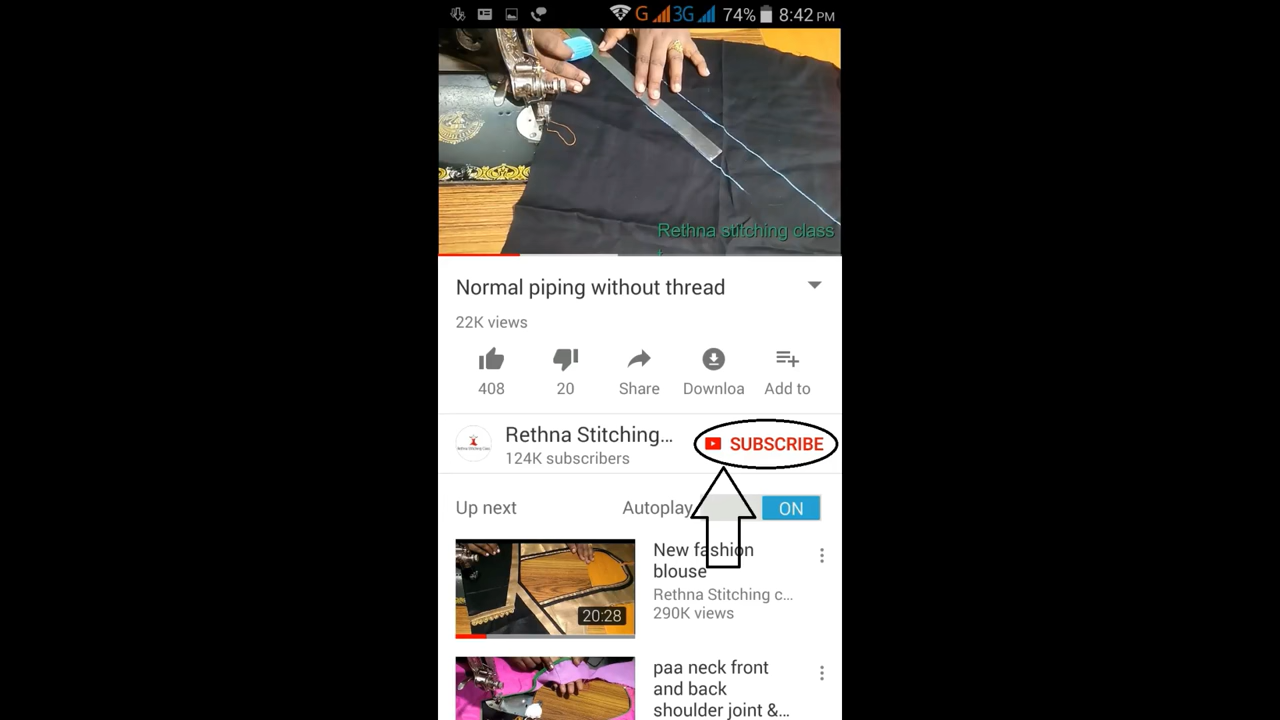 G 3G 74% 8:42 PM
Rethna stitching class
Normal piping without thread
22K views
408 20 Share Downloa Add to
Rethna Stitching...
124K subscribers
SUBSCRIBE
Up next Autoplay ON
New fashion
blouse
Rethna Stitching c...
290K views
20:28
paa neck front
and back
shoulder joint &...